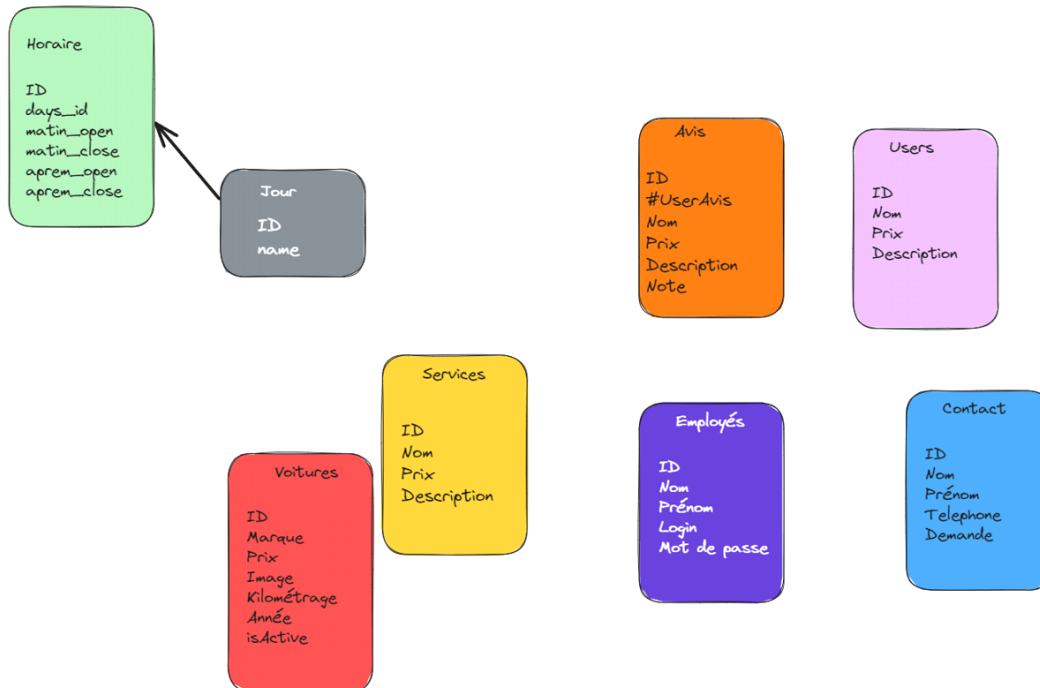 Horaire
ID
days_id
matin_open
matin_close
aprem_open
aprem_close
Jour
ID
name
Avis
ID
#UserAvis
Nom
Prix
Description
Note
Users
ID
Nom
Prix
Description
Services
ID
Nom
Prix
Description
Voitures
ID
Marque
Prix
Image
Kilométrage
Année
isActive
Employés
ID
Nom
Prénom
Login
Mot de passe
Contact
ID
Nom
Prénom
Telephone
Demande